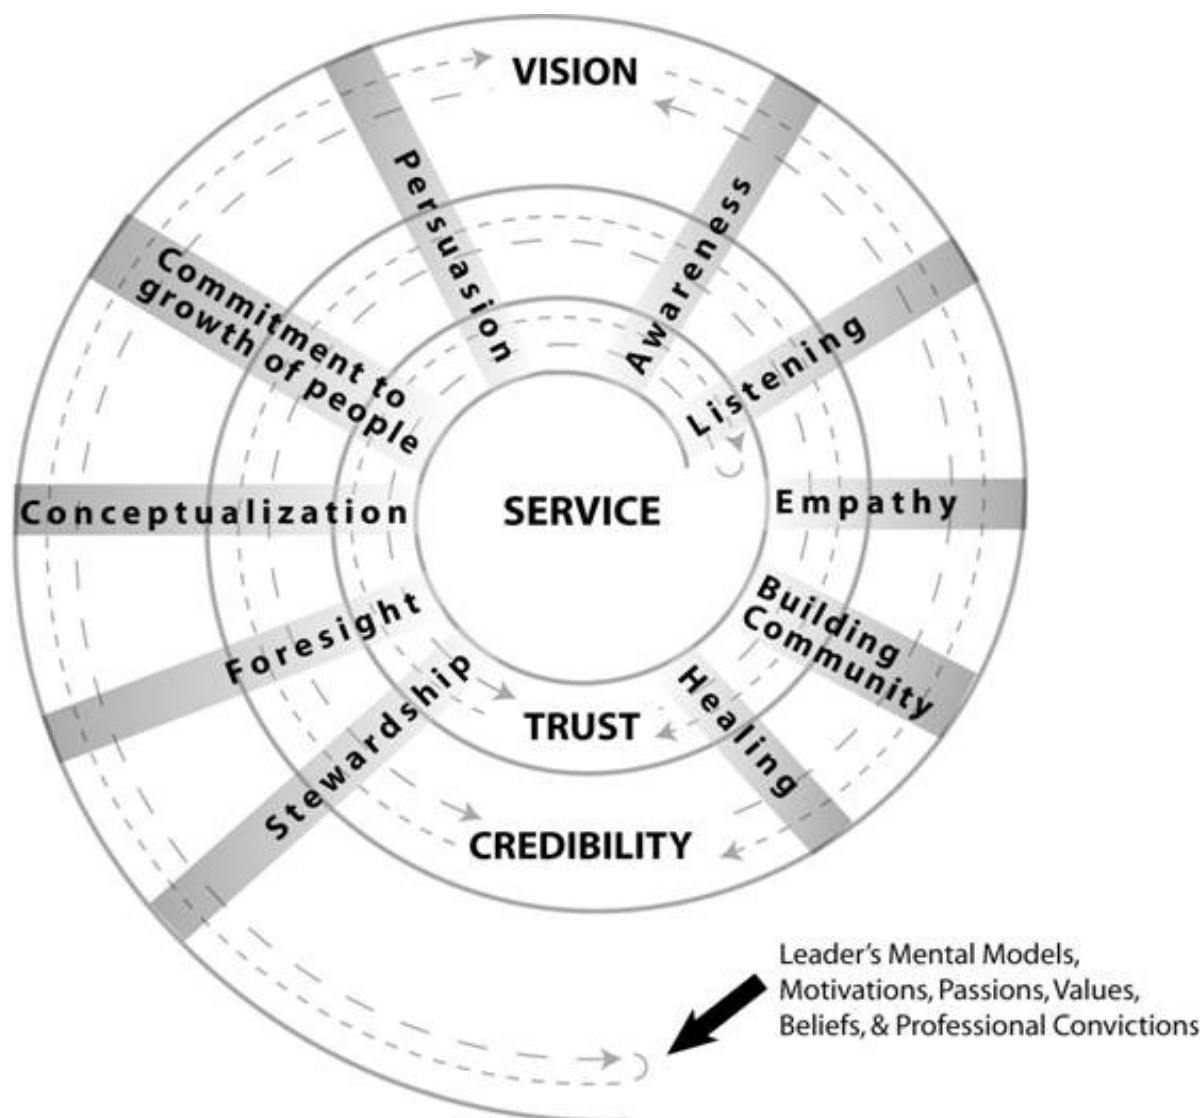 VISION
Persuasion
Awareness
Commitment to
growth of people
Listening
Conceptualization
SERVICE
Empathy
Foresight
Building
Community
Stewardship
TRUST
Healing
CREDIBILITY
Leader's Mental Models,
Motivations, Passions, Values,
Beliefs, & Professional Convictions